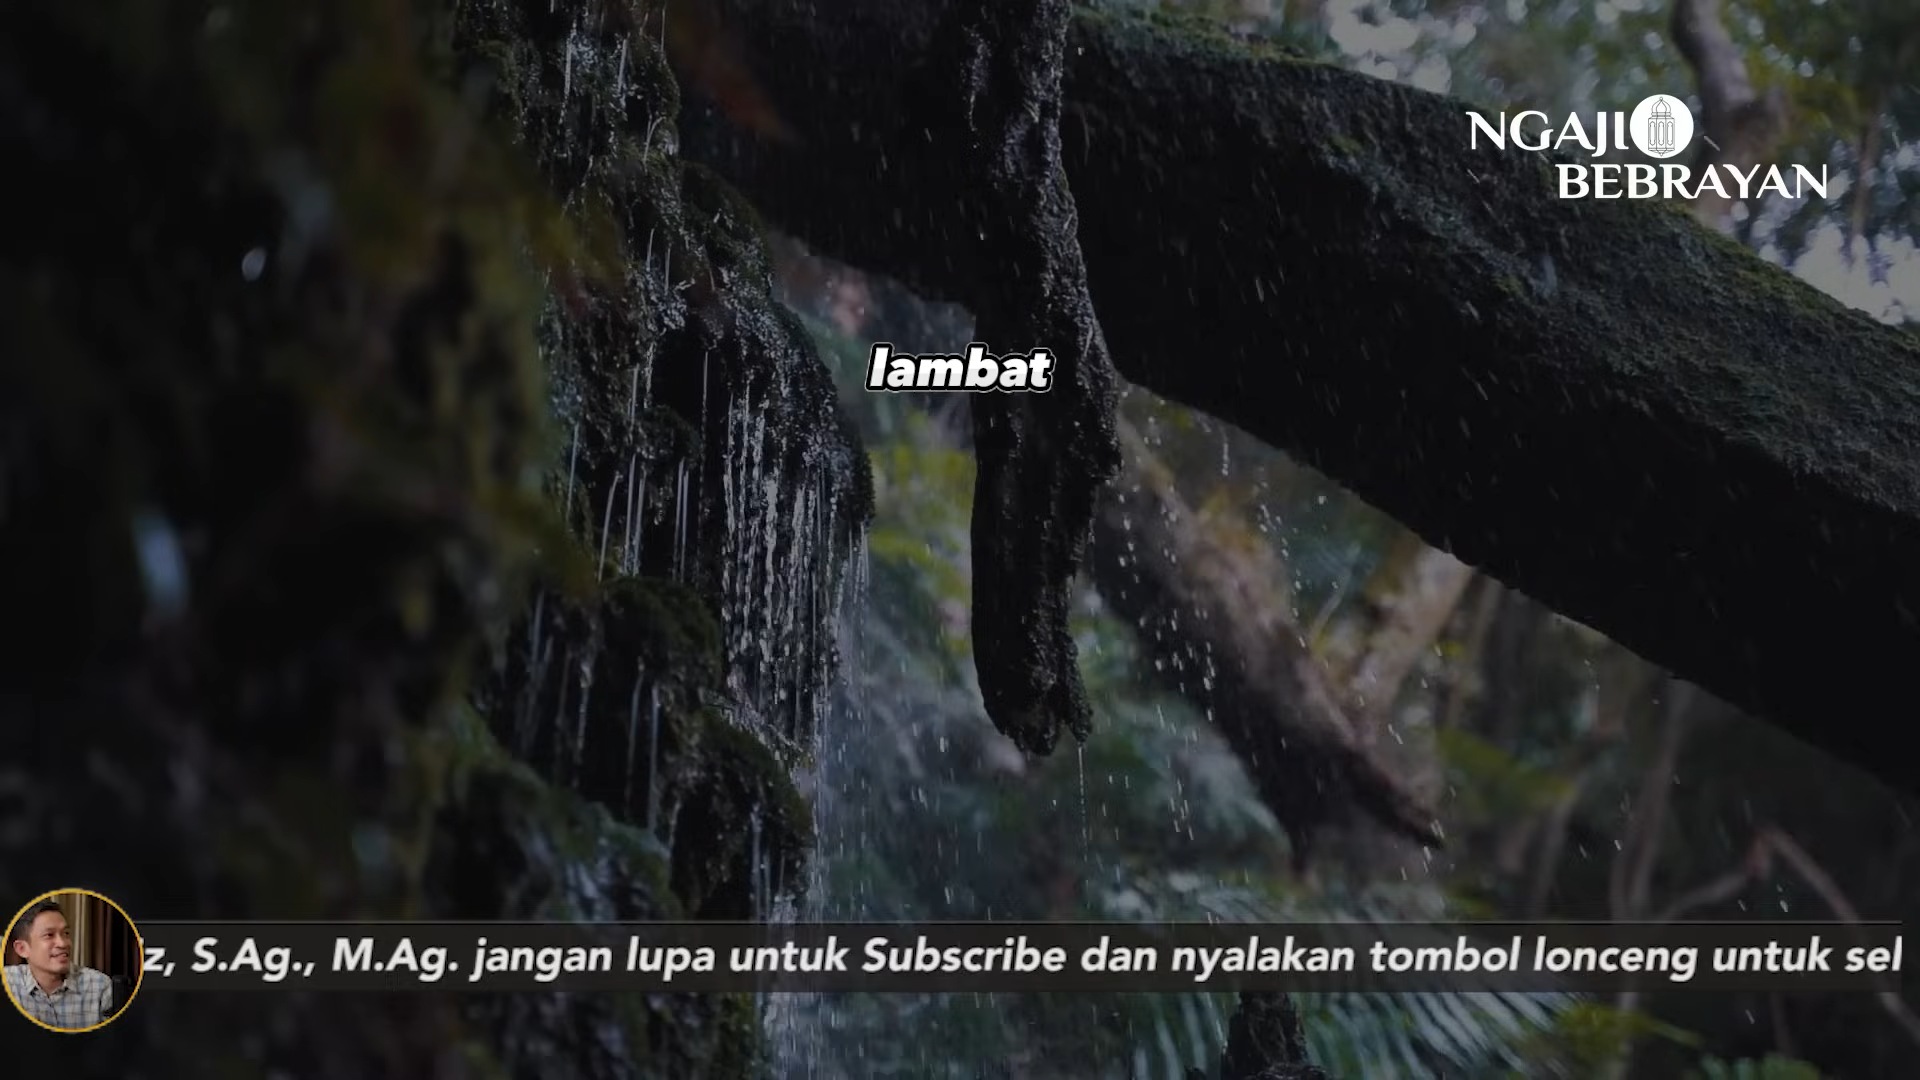 NGAJI
BEBRAYAN
lambat
z, S.Ag., M.Ag. jangan lupa untuk Subscribe dan nyalakan tombol lonceng untuk sel